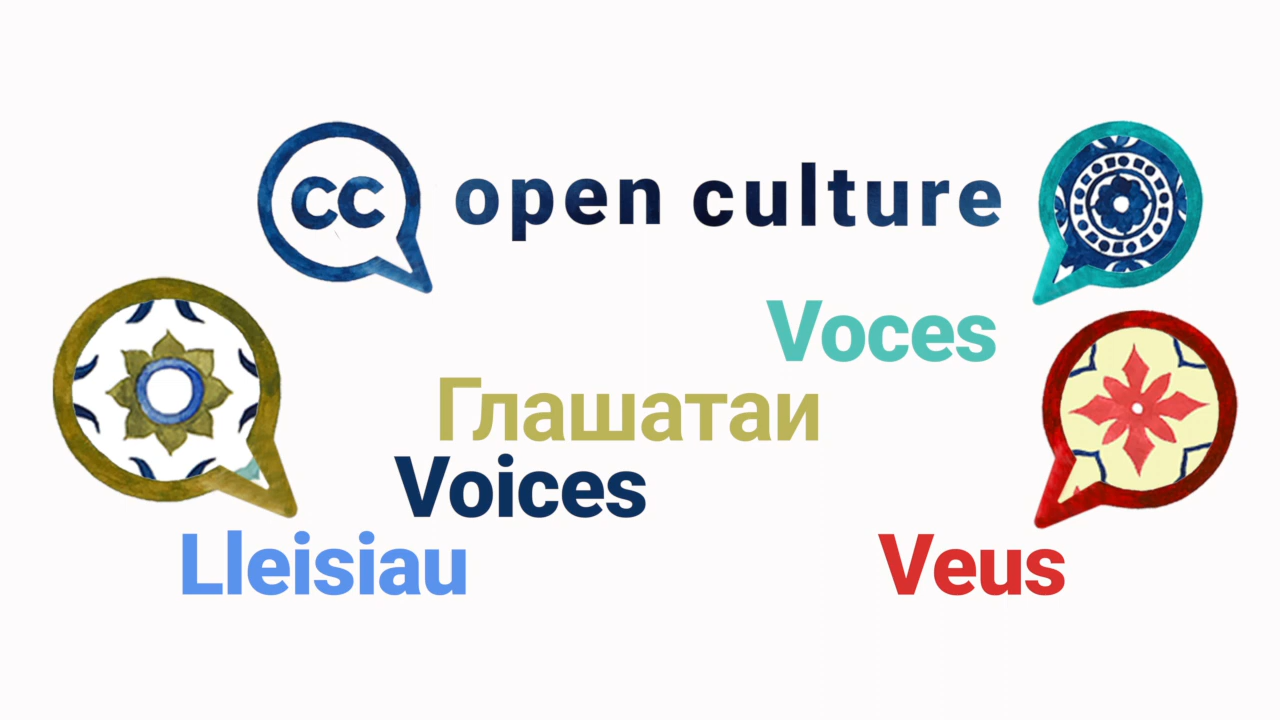 cc open culture
Voces
Глашатаи
Voices
Lleisiau
Veus